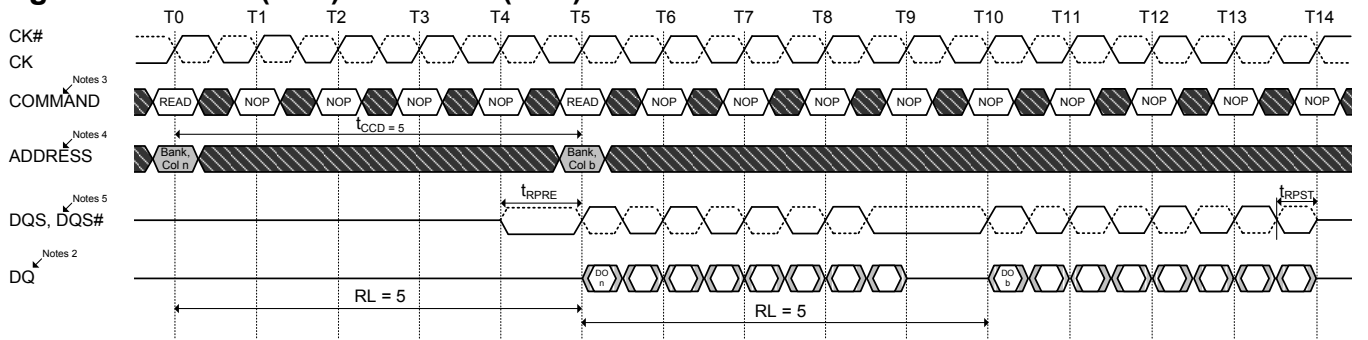 T0 T1 T2 T3 T4 T5 T6 T7 T8 T9 T10 T11 T12 T13 T14
CK#
CK
Notes 3
COMMAND READ NOP NOP NOP NOP READ NOP NOP NOP NOP NOP NOP NOP NOP NOP
tCCD = 5
Notes 4
ADDRESS Bank, Col n Bank, Col b
Notes 5
DQS, DQS# tRPRE tRPST
Notes 2
DQ DO n DO b
RL = 5 RL = 5